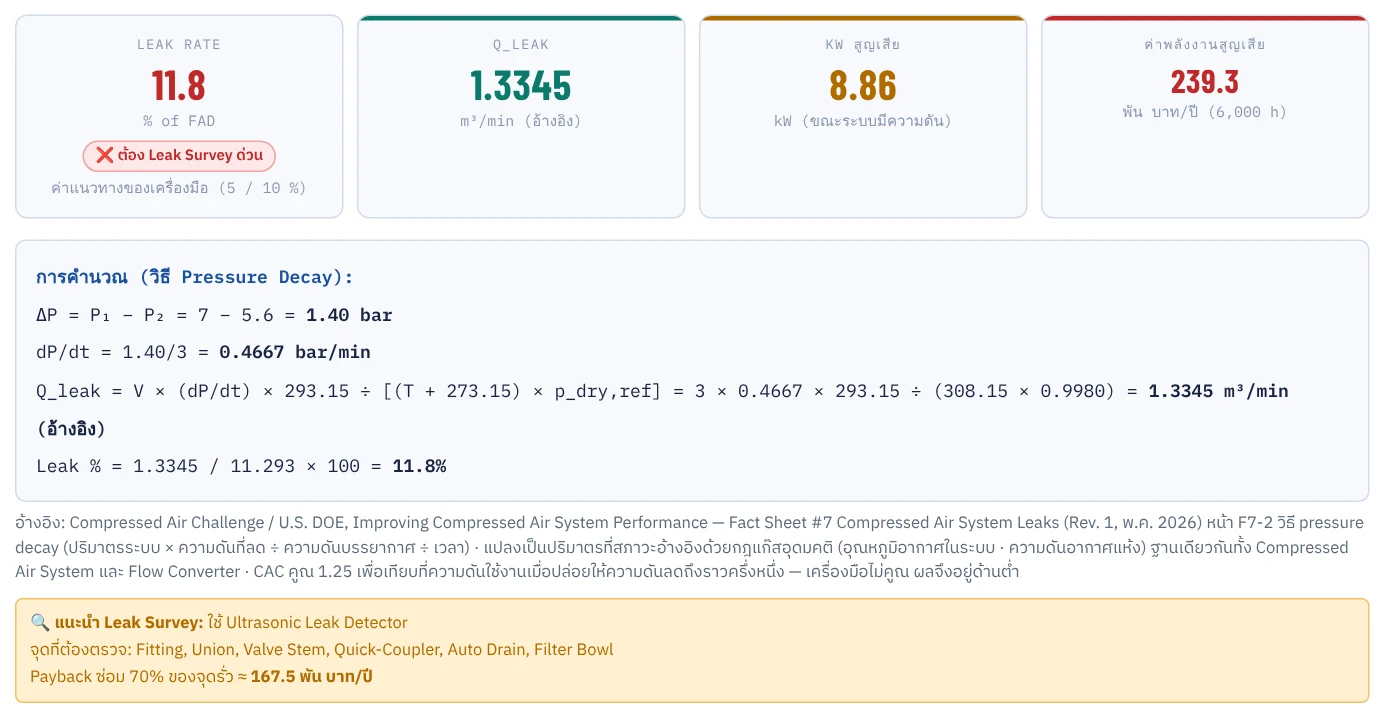 LEAK RATE
11.8
% of FAD
❌ ต้อง Leak Survey ด่วน
ค่าแนวทางของเครื่องมือ (5 / 10 %)
Q_LEAK
1.3345
m³/min (อ้างอิง)
KW สูญเสีย
8.86
kW (ขณะระบบมีความดัน)
ค่าพลังงานสูญเสีย
239.3
พัน บาท/ปี (6,000 h)
การคำนวณ (วิธี Pressure Decay):
ΔP = P₁ − P₂ = 7 − 5.6 = 1.40 bar
dP/dt = 1.40/3 = 0.4667 bar/min
Q_leak = V × (dP/dt) × 293.15 ÷ [(T + 273.15) × p_dry,ref] = 3 × 0.4667 × 293.15 ÷ (308.15 × 0.9980) = 1.3345 m³/min
(อ้างอิง)
Leak % = 1.3345 / 11.293 × 100 = 11.8%
อ้างอิง: Compressed Air Challenge / U.S. DOE, Improving Compressed Air System Performance — Fact Sheet #7 Compressed Air System Leaks (Rev. 1, พ.ค. 2026) หน้า F7-2 วิธี pressure
decay (ปริมาตรระบบ × ความดันที่ลด ÷ ความดันบรรยากาศ ÷ เวลา) · แปลงเป็นปริมาตรที่สภาวะอ้างอิงด้วยกฎแก๊สอุดมคติ (อุณหภูมิอากาศในระบบ · ความดันอากาศแห้ง) ฐานเดียวกันทั้ง Compressed
Air System และ Flow Converter · CAC คูณ 1.25 เพื่อเทียบที่ความดันใช้งานเมื่อปล่อยให้ความดันลดถึงราวครึ่งหนึ่ง — เครื่องมือไม่คูณ ผลจึงอยู่ด้านต่ำ
🔍 แนะนำ Leak Survey: ใช้ Ultrasonic Leak Detector
จุดที่ต้องตรวจ: Fitting, Union, Valve Stem, Quick-Coupler, Auto Drain, Filter Bowl
Payback ซ่อม 70% ของจุดรั่ว ≈ 167.5 พัน บาท/ปี